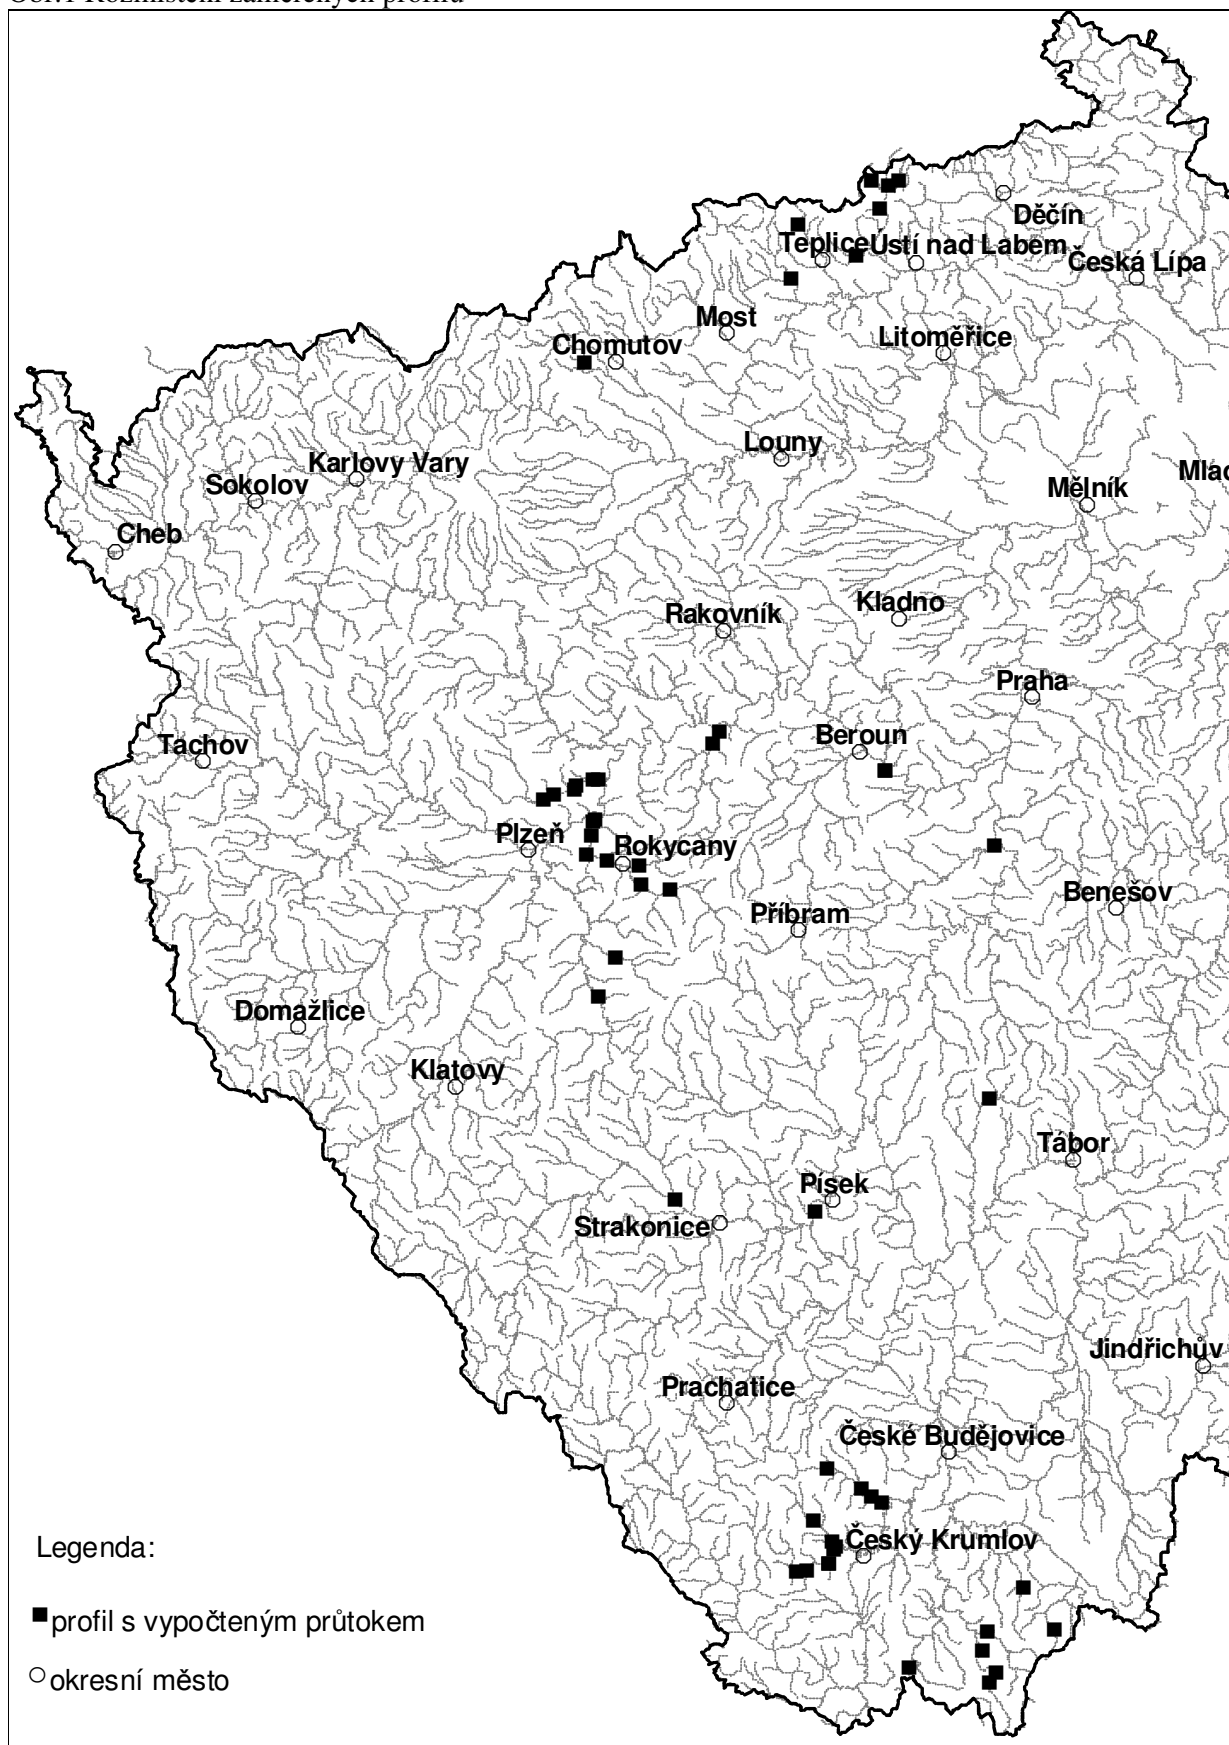 Obr.1 Rozmístění zaměřených profilů
Děčín
Teplice
Ústí nad Labem
Česká Lípa
Most
Litoměřice
Chomutov
Louny
Karlovy Vary
Sokolov
Mělník
Mlad
Cheb
Rakovník
Kladno
Praha
Tachov
Beroun
Plzeň
Rokycany
Benešov
Příbram
Domažlice
Klatovy
Tábor
Písek
Strakonice
Jindřichův
Prachatice
České Budějovice
Český Krumlov
Legenda:
profil s vypočteným průtokem
okresní město